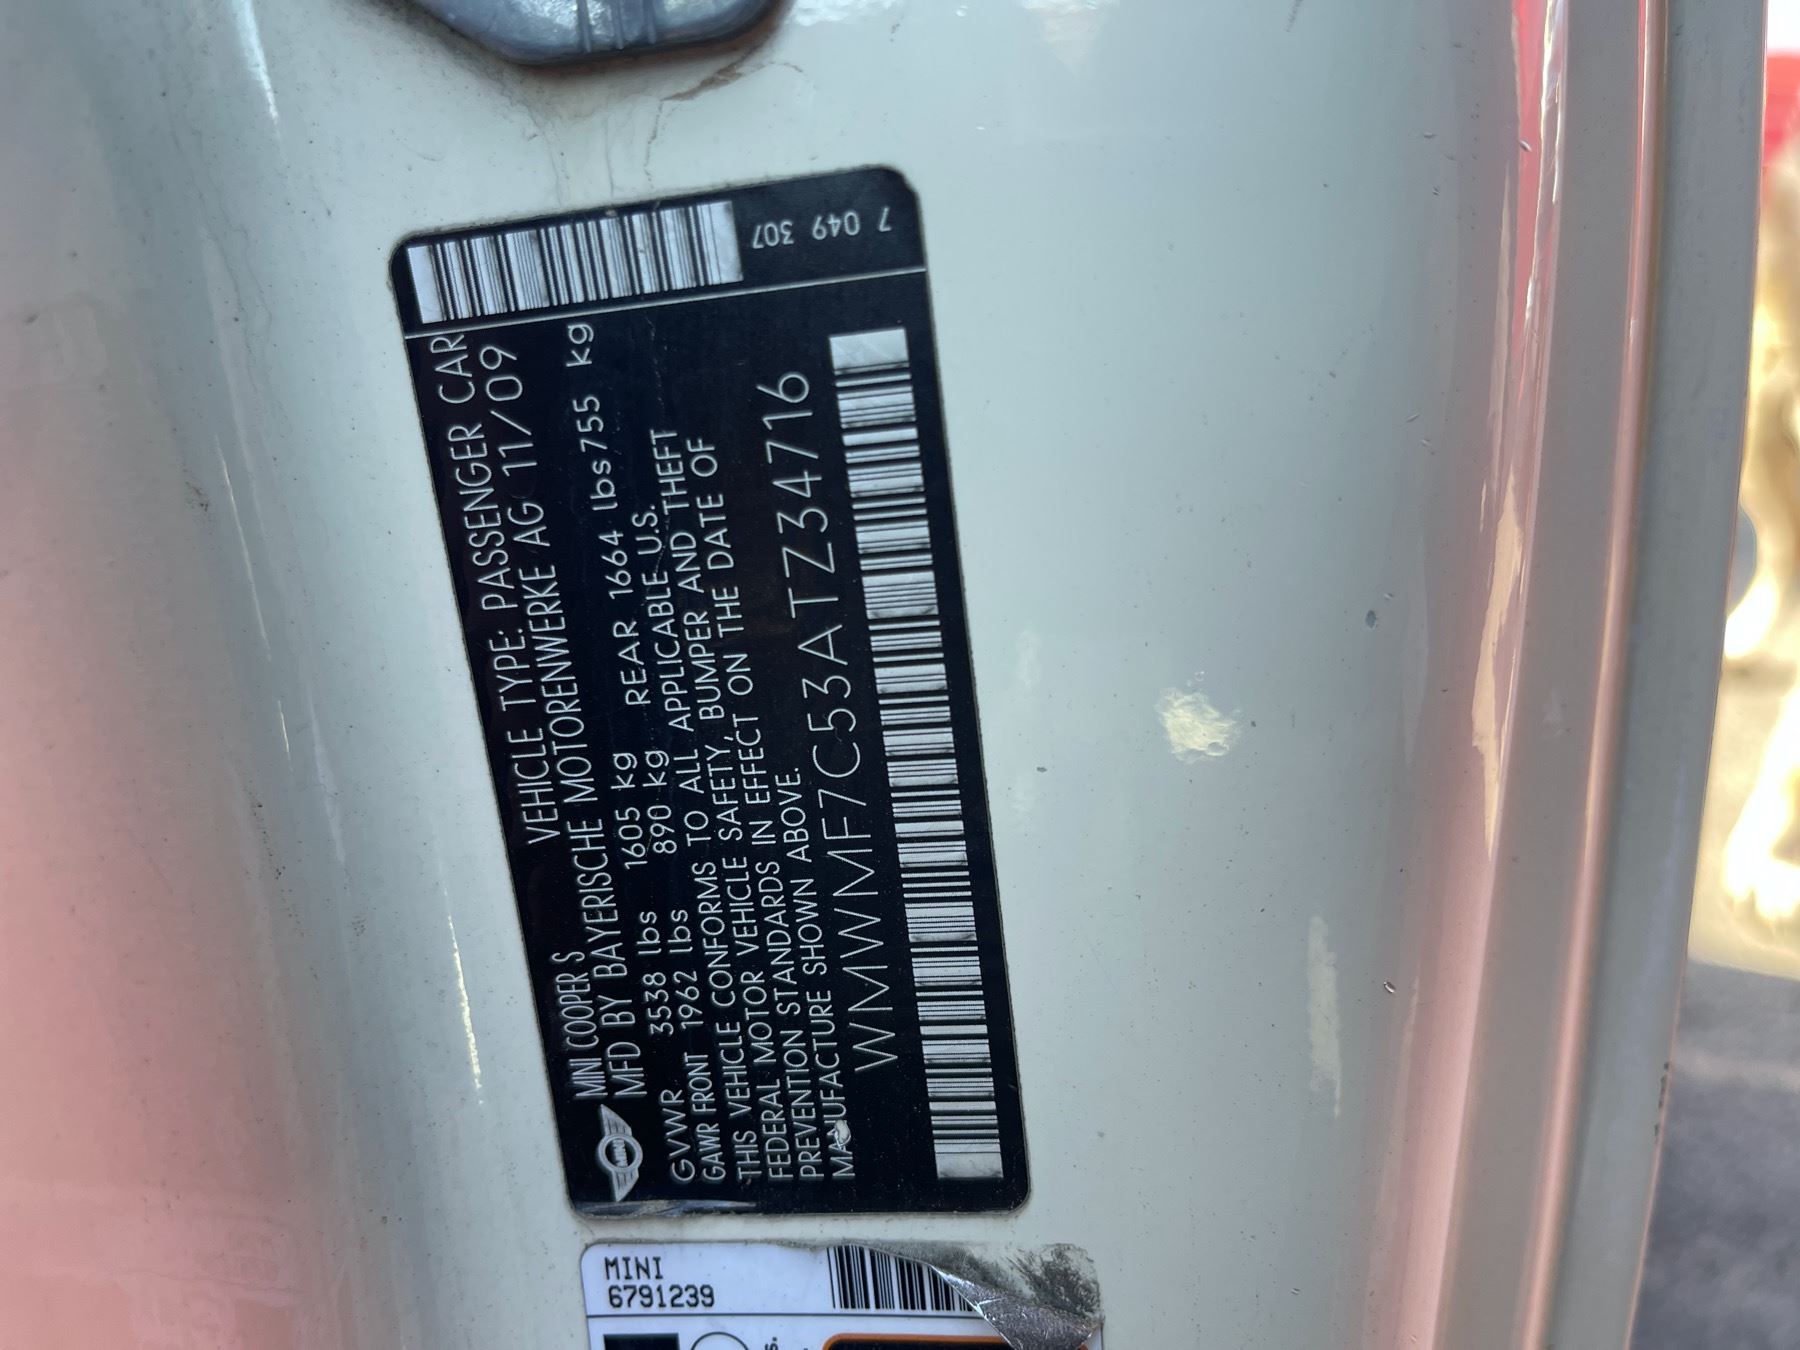 7 049 307
MINI COOPER S VEHICLE TYPE: PASSENGER CAR
MFD BY BAYERISCHE MOTORENWERKE AG 11/09
GVWR 3538 lbs 1605 kg REAR 1664 lbs 755 kg
GAWR FRONT 1962 lbs 890 kg
THIS VEHICLE CONFORMS TO ALL APPLICABLE U.S.
FEDERAL MOTOR VEHICLE SAFETY, BUMPER AND THEFT
PREVENTION STANDARDS IN EFFECT ON THE DATE OF
MANUFACTURE SHOWN ABOVE.
WMWMF7C53ATZ34716
MINI
6791239